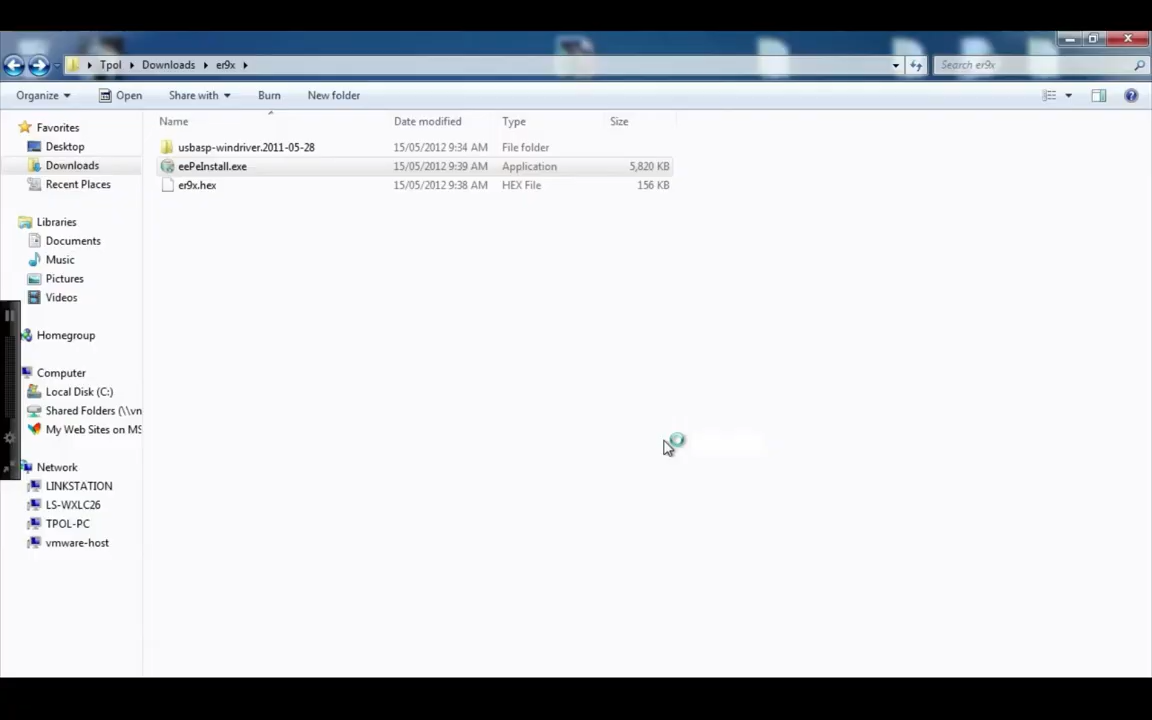 Tpol Downloads er9x
Search er9x
Organize Open Share with Burn New folder
Name Date modified Type Size
usbasp-windriver.2011-05-28 15/05/2012 9:34 AM File folder
eePeInstall.exe 15/05/2012 9:39 AM Application 5,820 KB
er9x.hex 15/05/2012 9:38 AM HEX File 156 KB
Favorites
Desktop
Downloads
Recent Places
Libraries
Documents
Music
Pictures
Videos
Homegroup
Computer
Local Disk (C:)
Shared Folders (\\vn
My Web Sites on MS
Network
LINKSTATION
LS-WXLC26
TPOL-PC
vmware-host